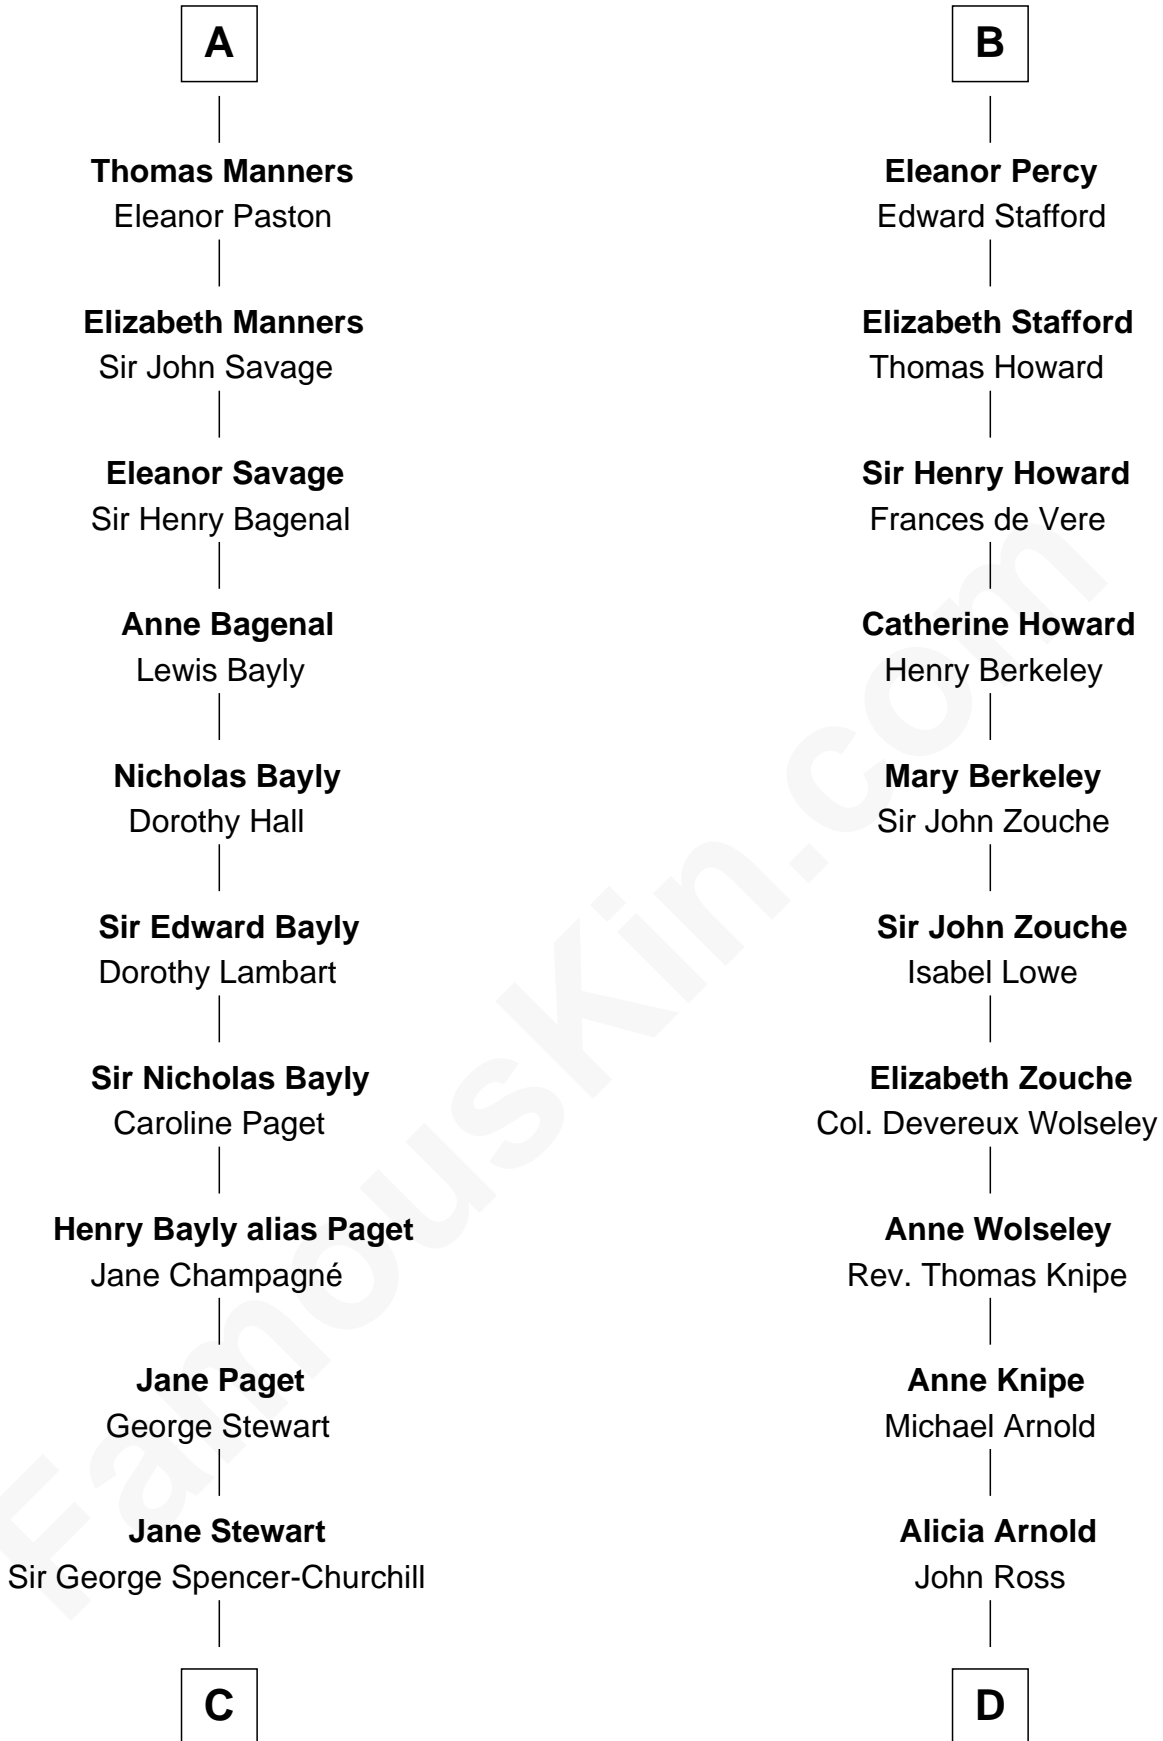 A
Thomas Manners
Eleanor Paston
Elizabeth Manners
Sir John Savage
Eleanor Savage
Sir Henry Bagenal
Anne Bagenal
Lewis Bayly
Nicholas Bayly
Dorothy Hall
Sir Edward Bayly
Dorothy Lambart
Sir Nicholas Bayly
Caroline Paget
Henry Bayly alias Paget
Jane Champagné
Jane Paget
George Stewart
Jane Stewart
Sir George Spencer-Churchill
C
B
Eleanor Percy
Edward Stafford
Elizabeth Stafford
Thomas Howard
Sir Henry Howard
Frances de Vere
Catherine Howard
Henry Berkeley
Mary Berkeley
Sir John Zouche
Sir John Zouche
Isabel Lowe
Elizabeth Zouche
Col. Devereux Wolseley
Anne Wolseley
Rev. Thomas Knipe
Anne Knipe
Michael Arnold
Alicia Arnold
John Ross
D
FamousKin.com